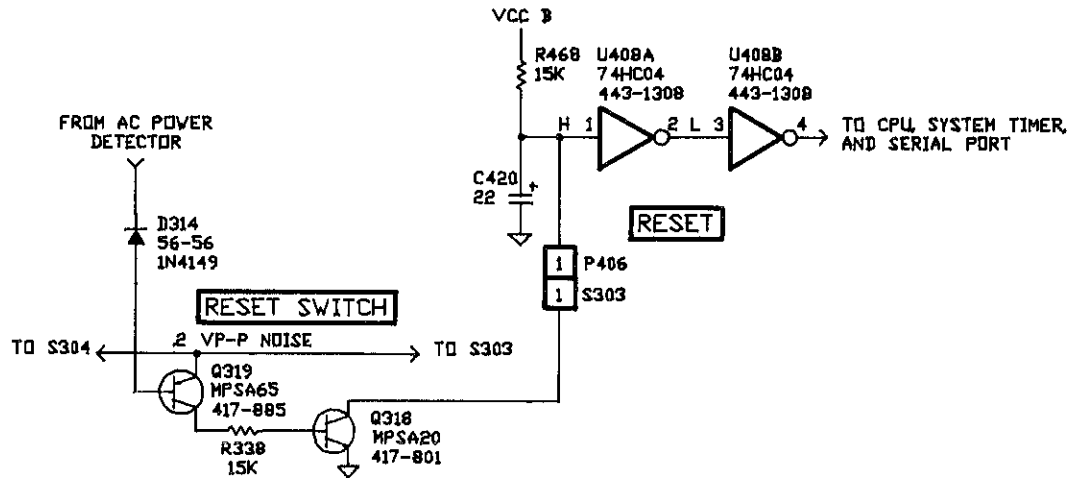 VCC B
R468
15K
U408A
74HC04
443-1308
U408B
74HC04
443-1308
FROM AC POWER
DETECTOR
H 1
2 L 3
4
TO CPU, SYSTEM TIMER,
AND SERIAL PORT
C420
22
+
RESET
D314
56-56
1N4149
1 P406
1 S303
RESET SWITCH
TO S304
.2 VP-P NOISE
TO S303
Q319
MPSA65
417-885
R338
15K
Q318
MPSA20
417-801